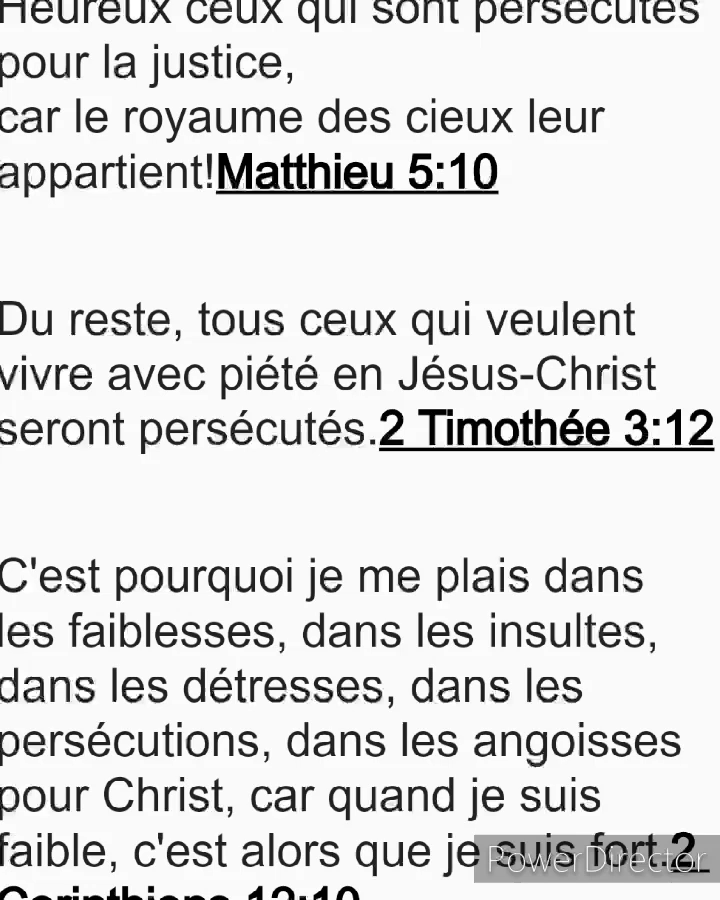 Heureux ceux qui sont persécutés
pour la justice,
car le royaume des cieux leur
appartient!Matthieu 5:10
Du reste, tous ceux qui veulent
vivre avec piété en Jésus-Christ
seront persécutés.2 Timothée 3:12
C'est pourquoi je me plais dans
les faiblesses, dans les insultes,
dans les détresses, dans les
persécutions, dans les angoisses
pour Christ, car quand je suis
faible, c'est alors que je suis fort.2
Corinthiens 12:10
PowerDirector